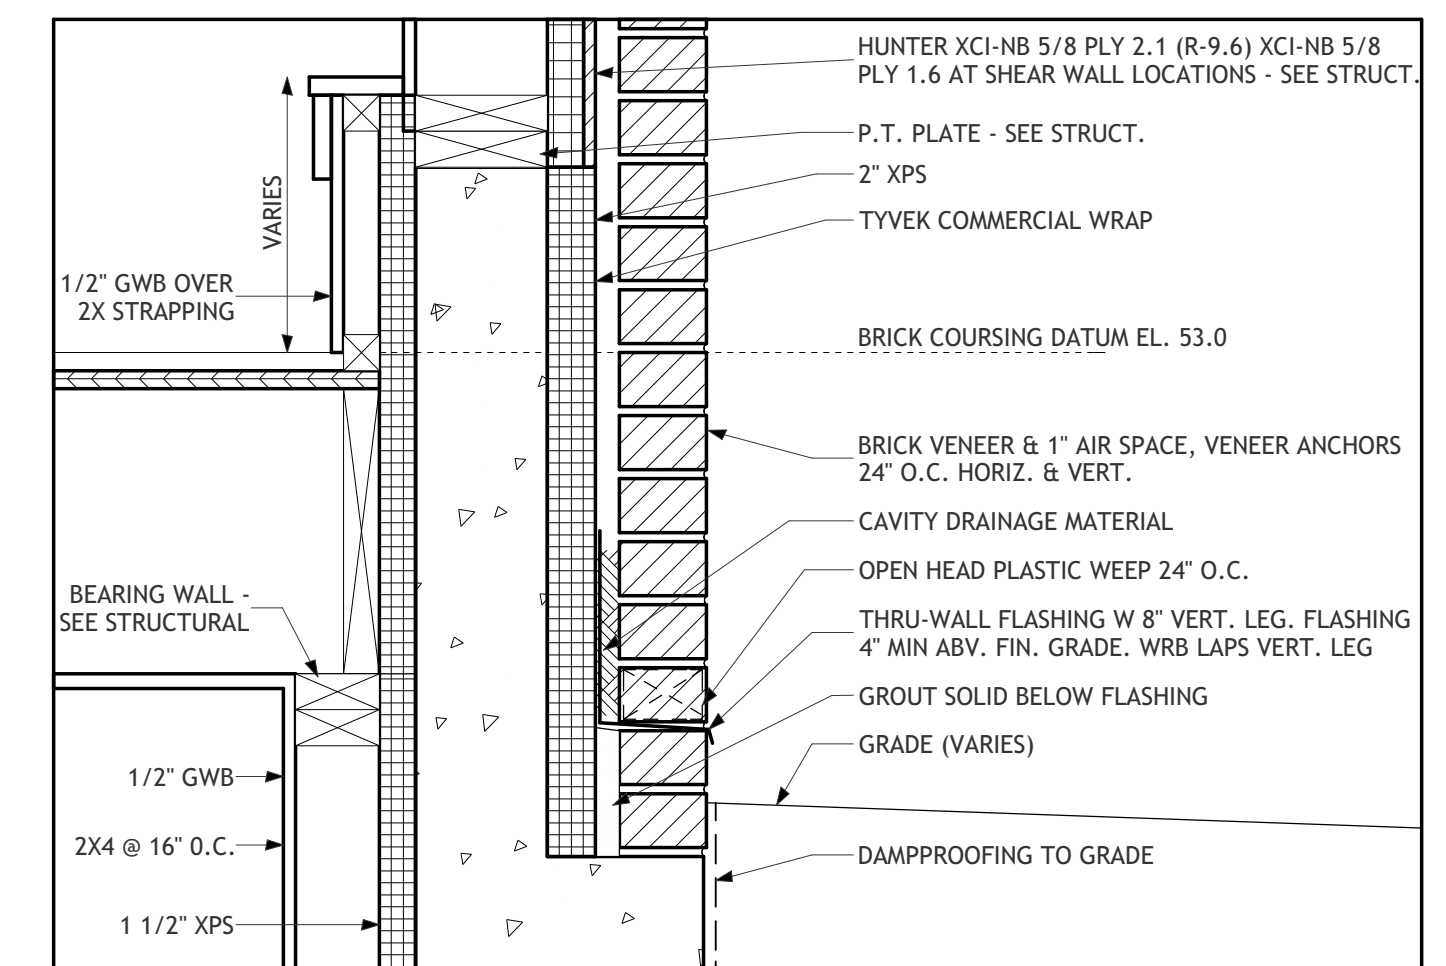 HUNTER XCI-NB 5/8 PLY 2.1 (R-9.6) XCI-NB 5/8
PLY 1.6 AT SHEAR WALL LOCATIONS - SEE STRUCT.
P.T. PLATE - SEE STRUCT.
2" XPS
TYVEK COMMERCIAL WRAP
VARIES
1/2" GWB OVER
2X STRAPPING
BRICK COURSING DATUM EL. 53.0
BRICK VENEER & 1" AIR SPACE, VENEER ANCHORS
24" O.C. HORIZ. & VERT.
CAVITY DRAINAGE MATERIAL
OPEN HEAD PLASTIC WEEP 24" O.C.
BEARING WALL -
SEE STRUCTURAL
THRU-WALL FLASHING W 8" VERT. LEG. FLASHING
4" MIN ABV. FIN. GRADE. WRB LAPS VERT. LEG
GROUT SOLID BELOW FLASHING
GRADE (VARIES)
1/2" GWB
2X4 @ 16" 0.C.
DAMPPROOFING TO GRADE
1 1/2" XPS